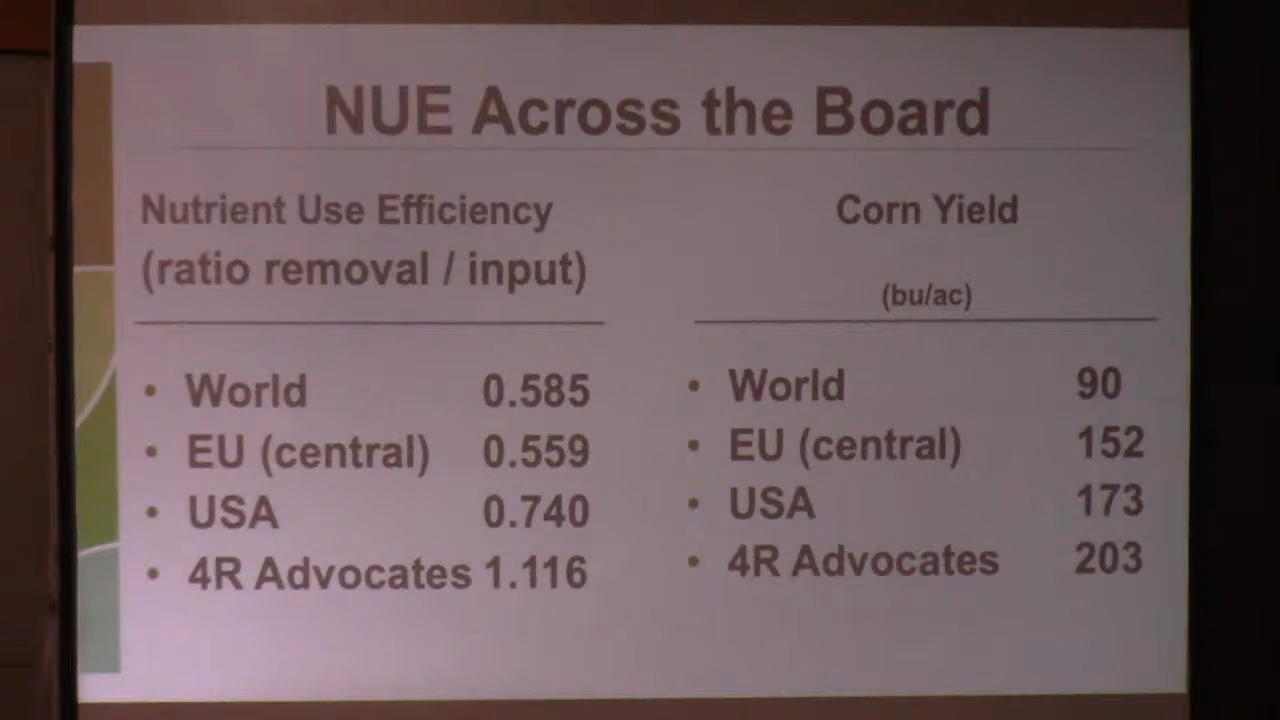 NUE Across the Board
Nutrient Use Efficiency
(ratio removal / input)
• World 0.585
• EU (central) 0.559
• USA 0.740
• 4R Advocates 1.116
Corn Yield
(bu/ac)
• World 90
• EU (central) 152
• USA 173
• 4R Advocates 203